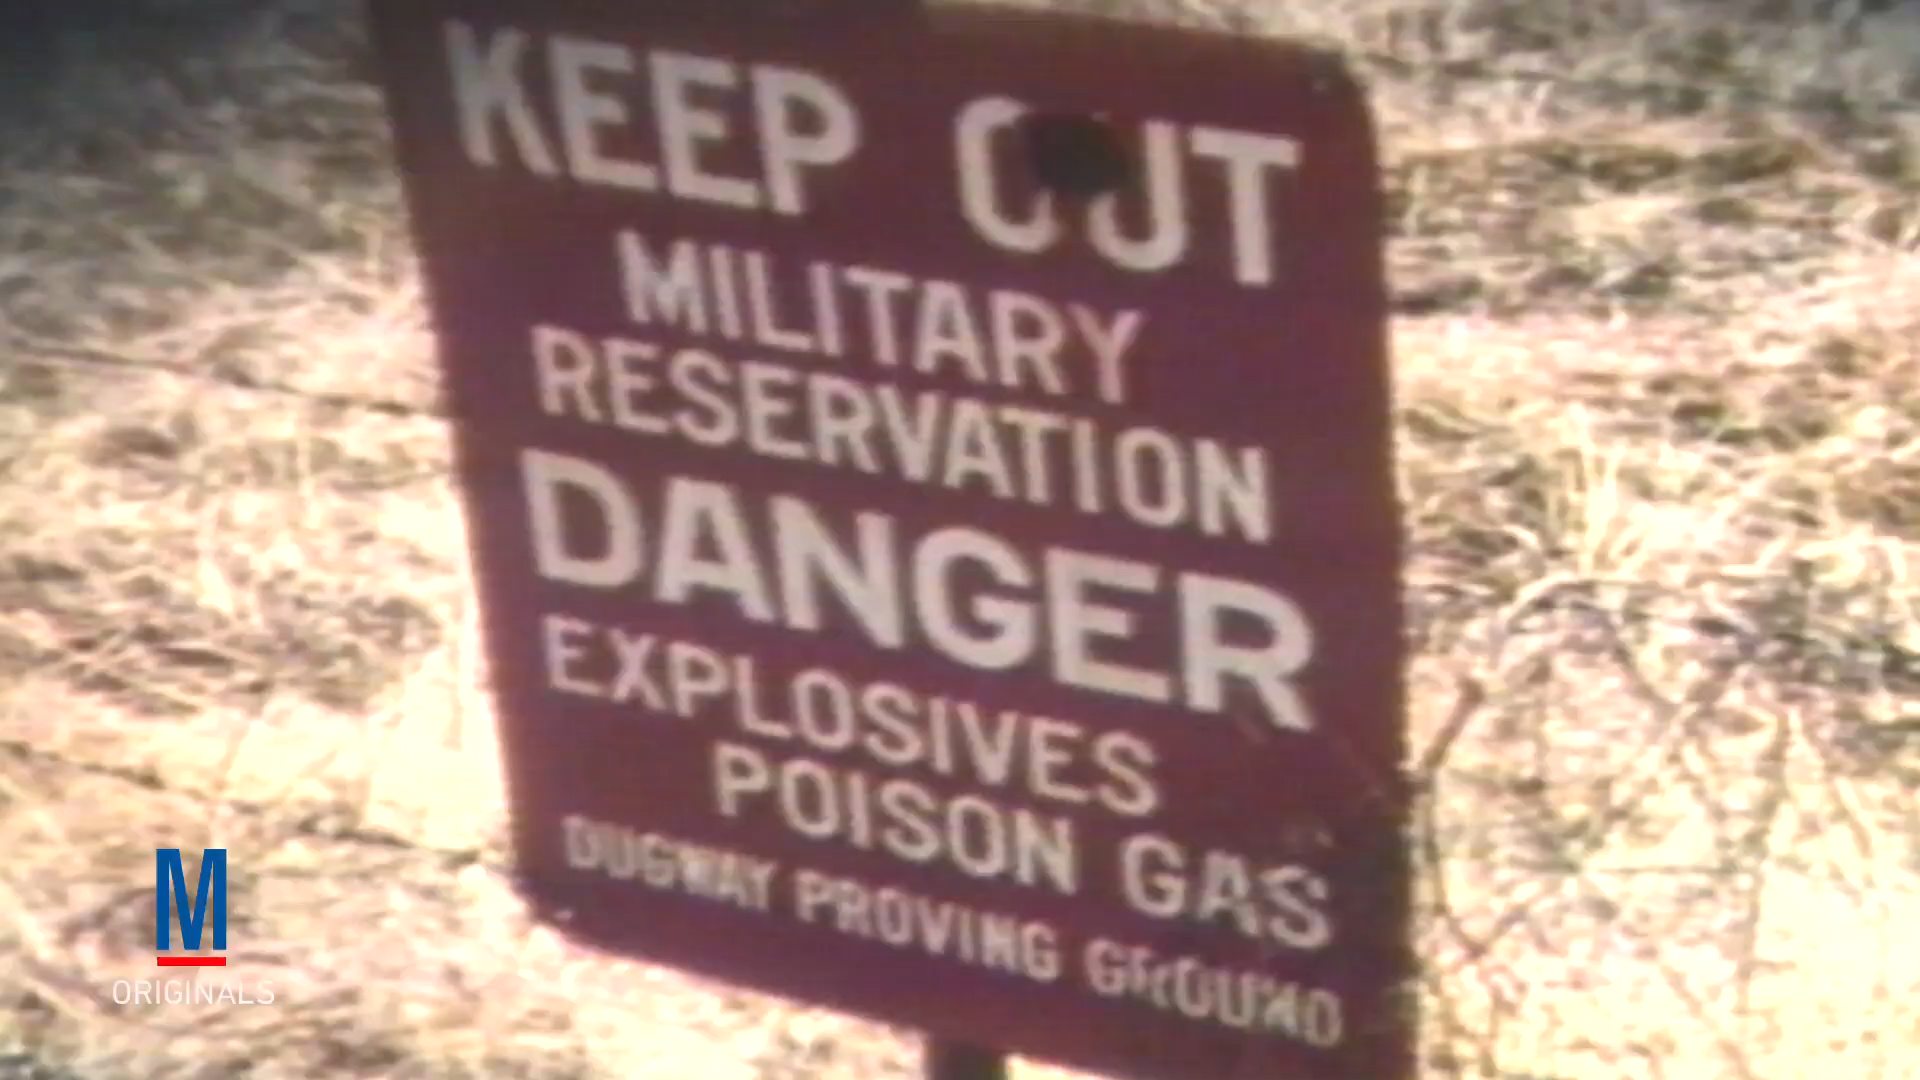 KEEP OUT
MILITARY
RESERVATION
DANGER
EXPLOSIVES
POISON GAS
DUGWAY PROVING GROUND
M
ORIGINALS